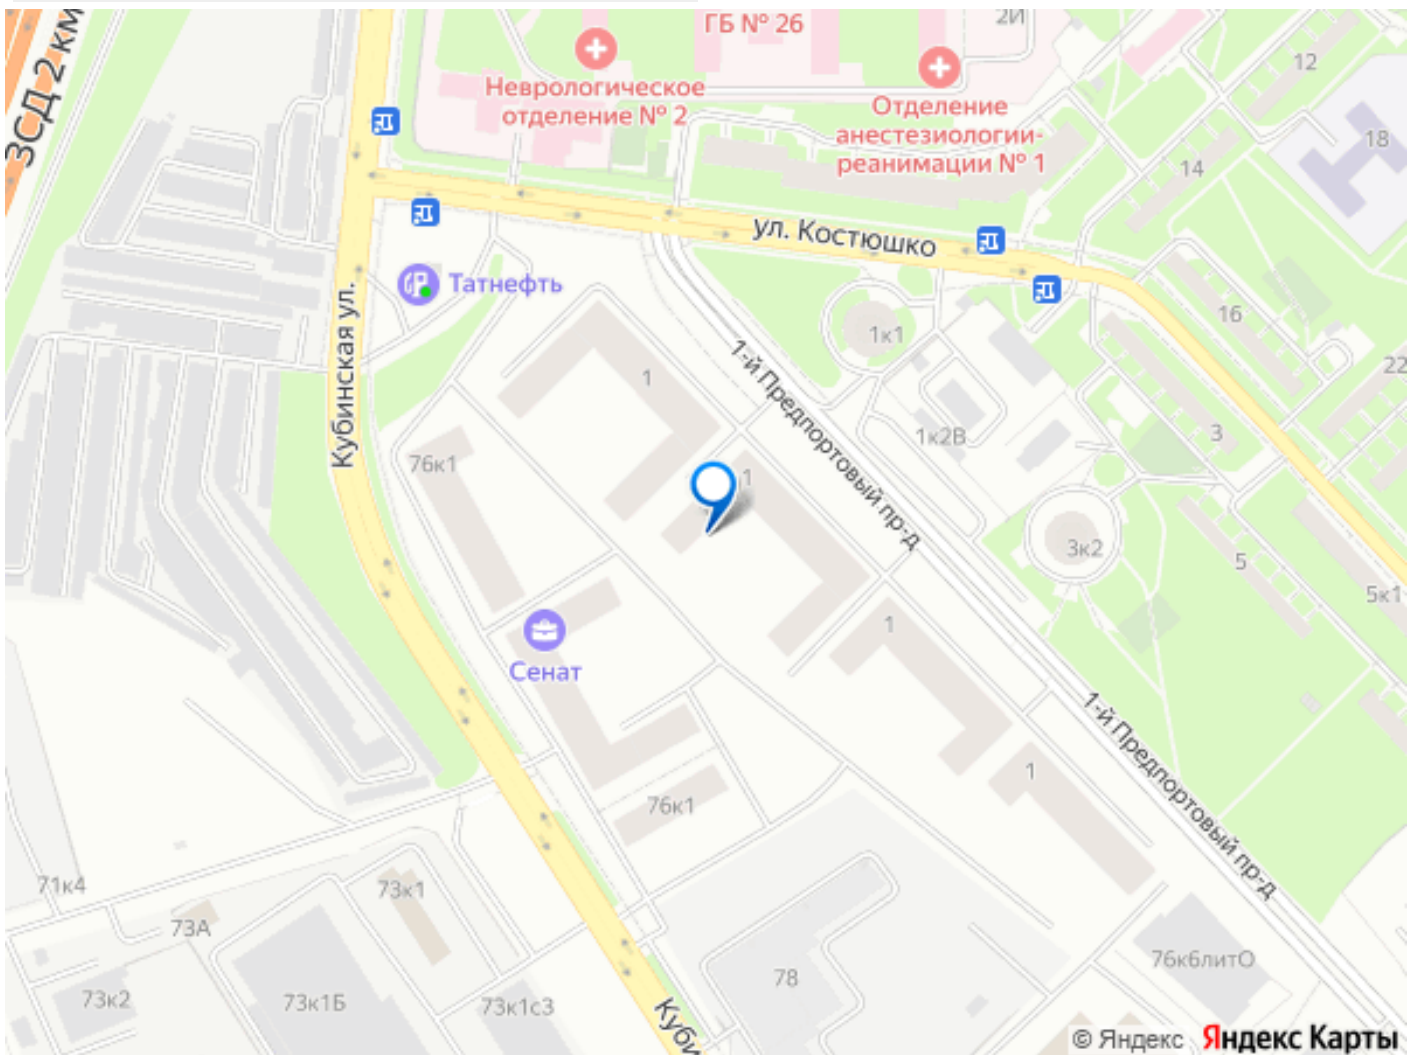 ГБ № 26
2И
12
ЗСД 2 км
Неврологическое
отделение № 2
Отделение
анестезиологии-
реанимации № 1
18
14
ул. Костюшко
Татнефть
Кубинская ул.
1к1
16
1-й Предпортовый пр-д
22
1
76к1
1к2В
3
1
3к2
5
5к1
Сенат
1
1-й Предпортовый пр-д
1
76к1
71к4
73к1
73А
76к6литО
78
73к2
73к1Б
73к1с3
Куби
© Яндекс Яндекс Карты